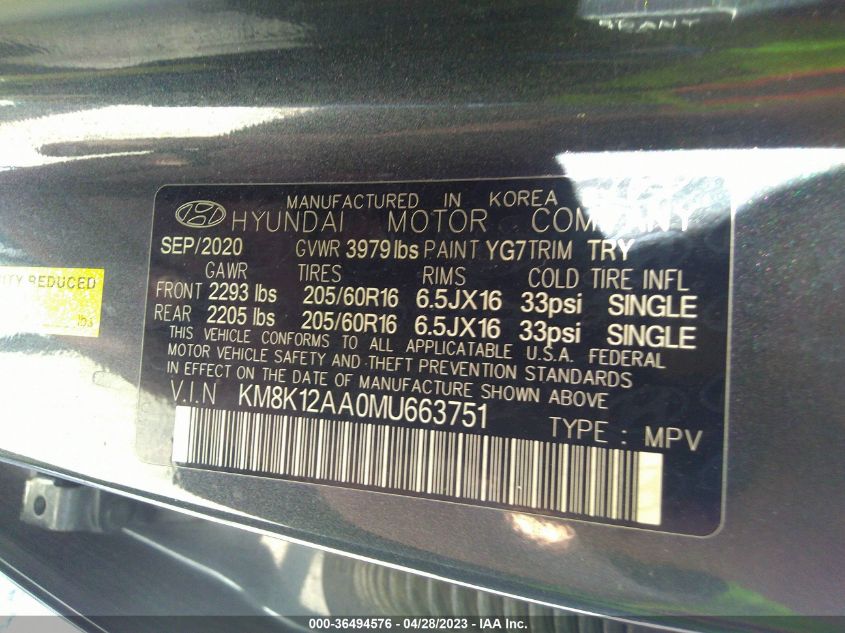 MANUFACTURED IN KOREA
HYUNDAI MOTOR COMPANY
SEP/2020 GVWR 3979lbs PAINT YG7 TRIM TRY
GAWR TIRES RIMS COLD TIRE INFL
FRONT 2293 lbs 205/60R16 6.5JX16 33psi SINGLE
REAR 2205 lbs 205/60R16 6.5JX16 33psi SINGLE
THIS VEHICLE CONFORMS TO ALL APPLICATABLE U.S.A. FEDERAL
MOTOR VEHICLE SAFETY AND THEFT PREVENTION STANDARDS
IN EFFECT ON THE DATE OF MANUFACTURE SHOWN ABOVE
V.I.N KM8K12AA0MU663751
TYPE : MPV
REDUCED
lbs
000-36494576 - 04/28/2023 - IAA Inc.